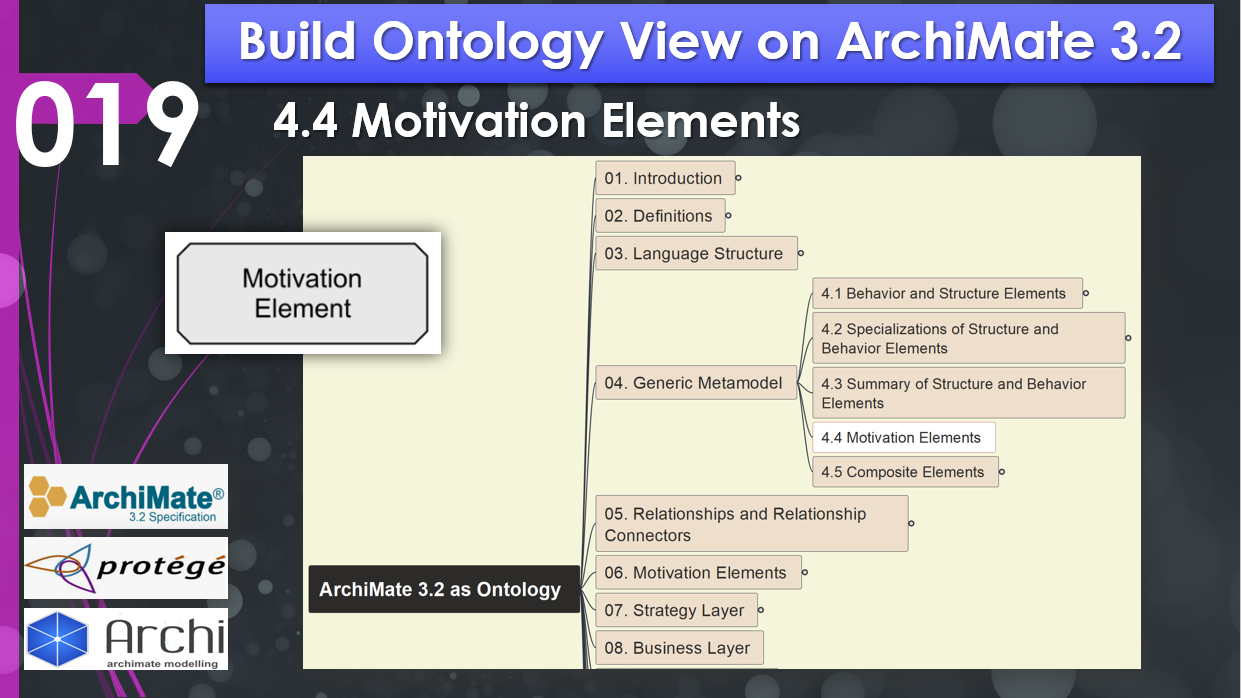 Build Ontology View on ArchiMate 3.2
019
4.4 Motivation Elements
Motivation
Element
01. Introduction
02. Definitions
03. Language Structure
4.1 Behavior and Structure Elements
4.2 Specializations of Structure and
Behavior Elements
04. Generic Metamodel
4.3 Summary of Structure and Behavior
Elements
4.4 Motivation Elements
4.5 Composite Elements
05. Relationships and Relationship
Connectors
06. Motivation Elements
ArchiMate 3.2 as Ontology
07. Strategy Layer
08. Business Layer
ArchiMate®
3.2 Specification
protégé
Archi
archimate modelling